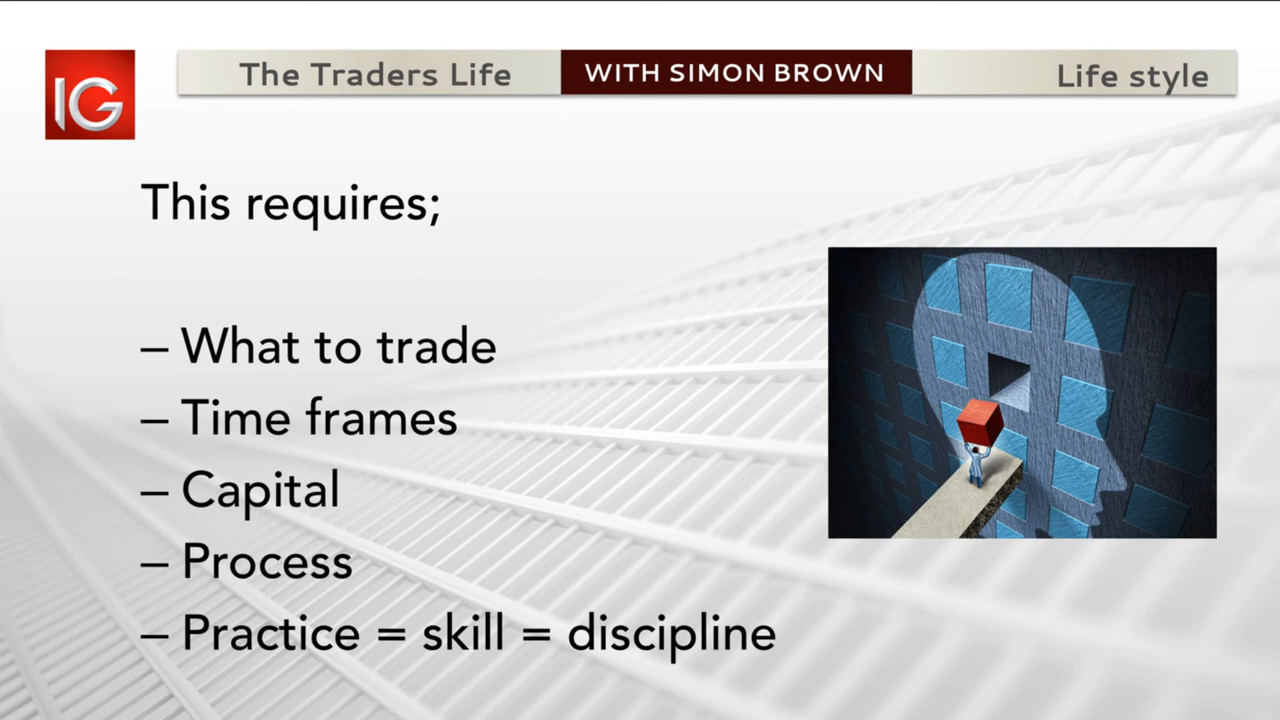 IG
The Traders Life
WITH SIMON BROWN
Life style
This requires;
– What to trade
– Time frames
– Capital
– Process
– Practice = skill = discipline